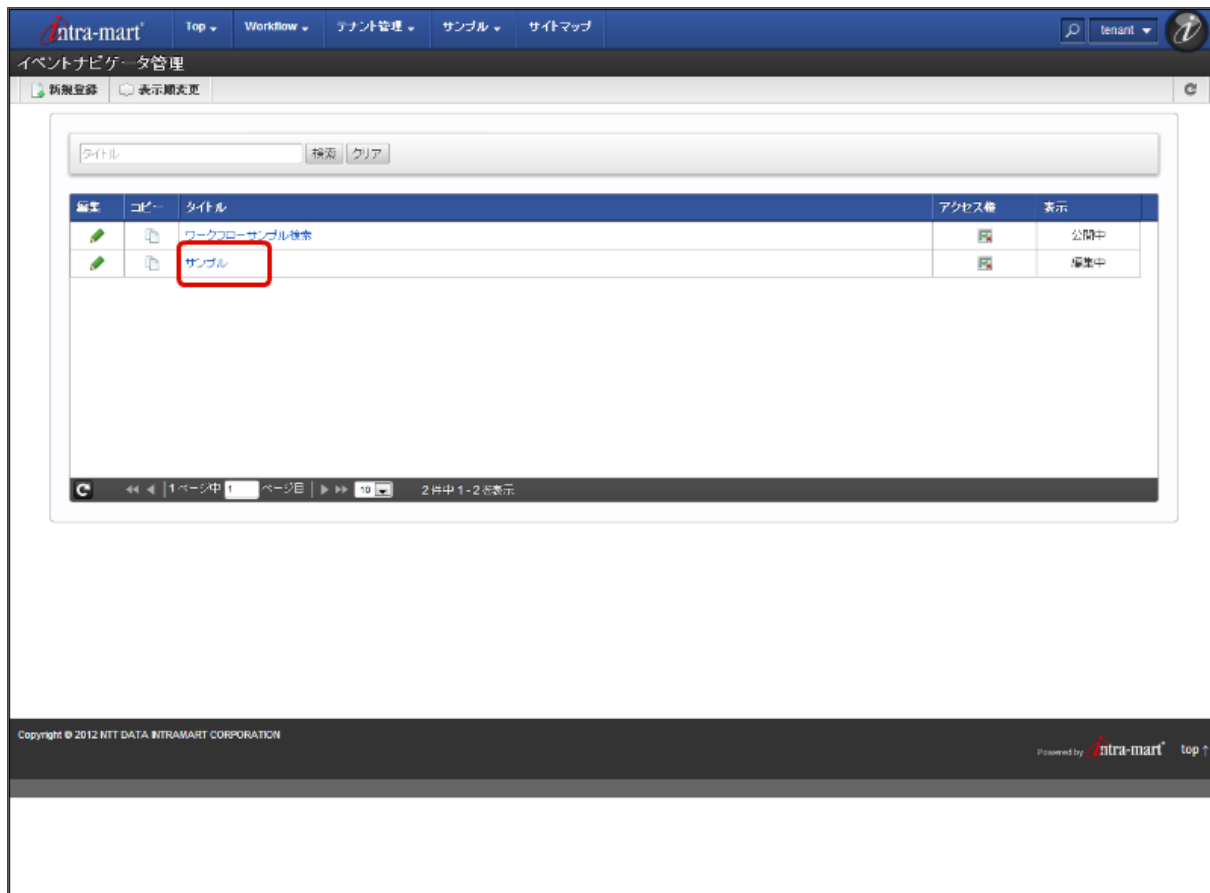 intra-mart Top Workflow テナント管理 サンプル サイトマップ tenant
イベントナビゲータ管理
新規登録 表示順変更
タイトル 検索 クリア
編集 コピー タイトル アクセス権 表示
ワークフローサンプル検索 公開中
サンプル 編集中
1ページ中 1 ページ目 10 2件中 1 - 2 を表示
Copyright © 2012 NTT DATA INTRAMART CORPORATION
Powered by intra-mart top ↑